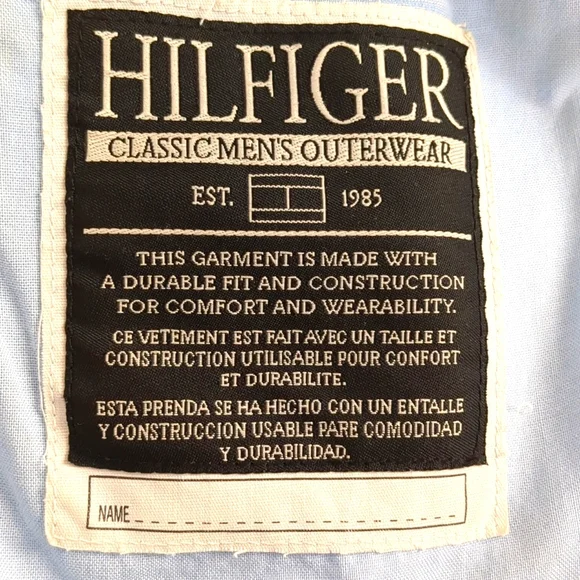 HILFIGER
CLASSIC MEN'S OUTERWEAR
EST. 1985
THIS GARMENT IS MADE WITH
A DURABLE FIT AND CONSTRUCTION
FOR COMFORT AND WEARABILITY.
CE VETEMENT EST FAIT AVEC UN TAILLE ET
CONSTRUCTION UTILISABLE POUR CONFORT
ET DURABILITE.
ESTA PRENDA SE HA HECHO CON UN ENTALLE
Y CONSTRUCCION USABLE PARE COMODIDAD
Y DURABILIDAD.
NAME